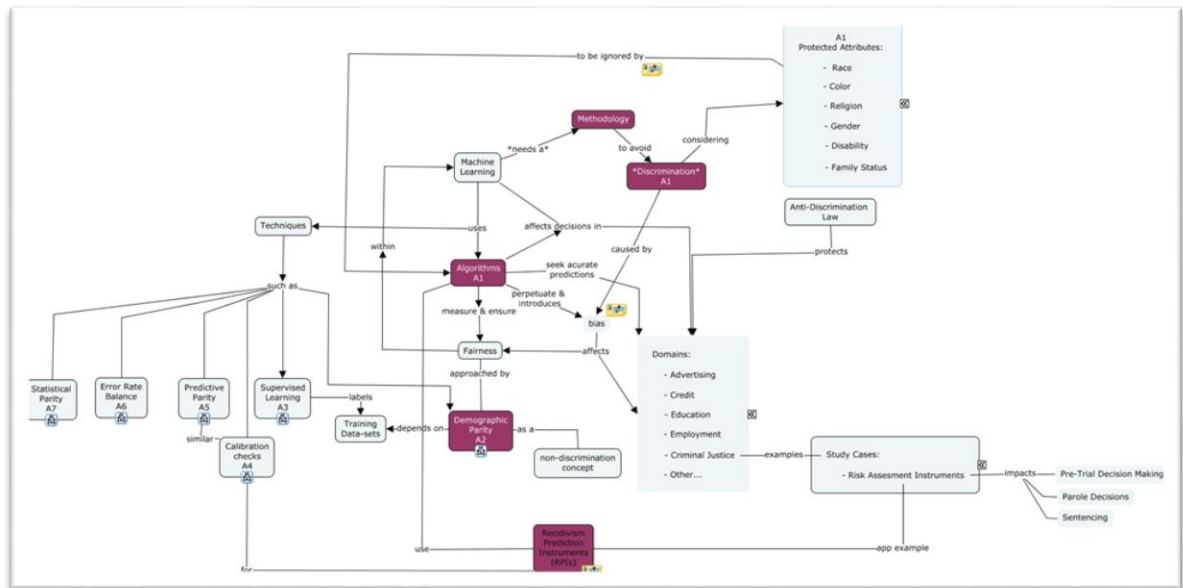 A1
Protected Attributes:
- Race
- Color
- Religion
- Gender
- Disability
- Family Status
to be ignored by
Methodology
*needs a*
to avoid
considering
Machine
Learning
*Discrimination*
A1
Anti-Discrimination
Law
Techniques
uses
affects decisions in
within
caused by
protects
Algorithms
A1
seek acurate
predictions
such as
perpetuate &
introduces
measure & ensure
bias
Fairness
affects
approached by
Domains:
- Advertising
- Credit
- Education
- Employment
- Criminal Justice
- Other...
Statistical
Parity
A7
Error Rate
Balance
A6
Predictive
Parity
A5
Supervised
Learning
A3
labels
Training
Data-sets
depends on
Demographic
Parity
A2
as a
non-discrimination
concept
similar
Calibration
checks
A4
examples
Study Cases:
- Risk Assesment Instruments
impacts
Pre-Trial Decision Making
Parole Decisions
Sentencing
Recidivism
Prediction
Instruments
(RPIs)
use
app example
for